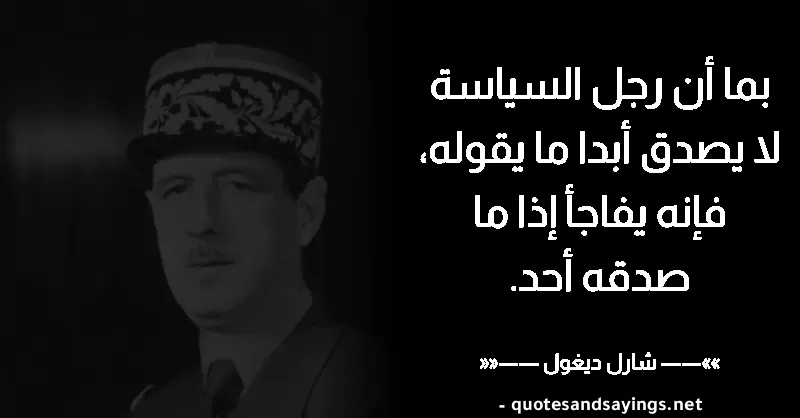 بما أن رجل السياسة
لا يصدق أبدا ما يقوله،
فإنه يفاجأ إذا ما
صدقه أحد.
»»—— شارل ديغول ——««
- quotesandsayings.net